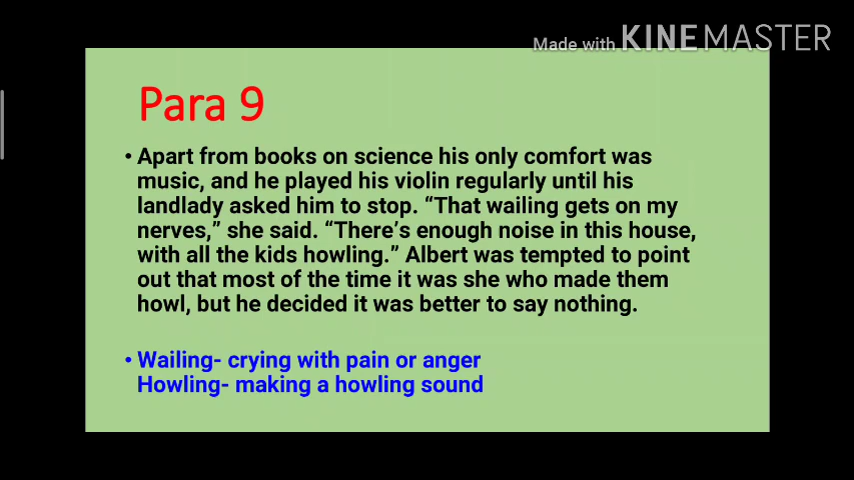 Made with KINEMASTER
Para 9
• Apart from books on science his only comfort was
music, and he played his violin regularly until his
landlady asked him to stop. “That wailing gets on my
nerves,” she said. “There’s enough noise in this house,
with all the kids howling.” Albert was tempted to point
out that most of the time it was she who made them
howl, but he decided it was better to say nothing.
• Wailing- crying with pain or anger
Howling- making a howling sound